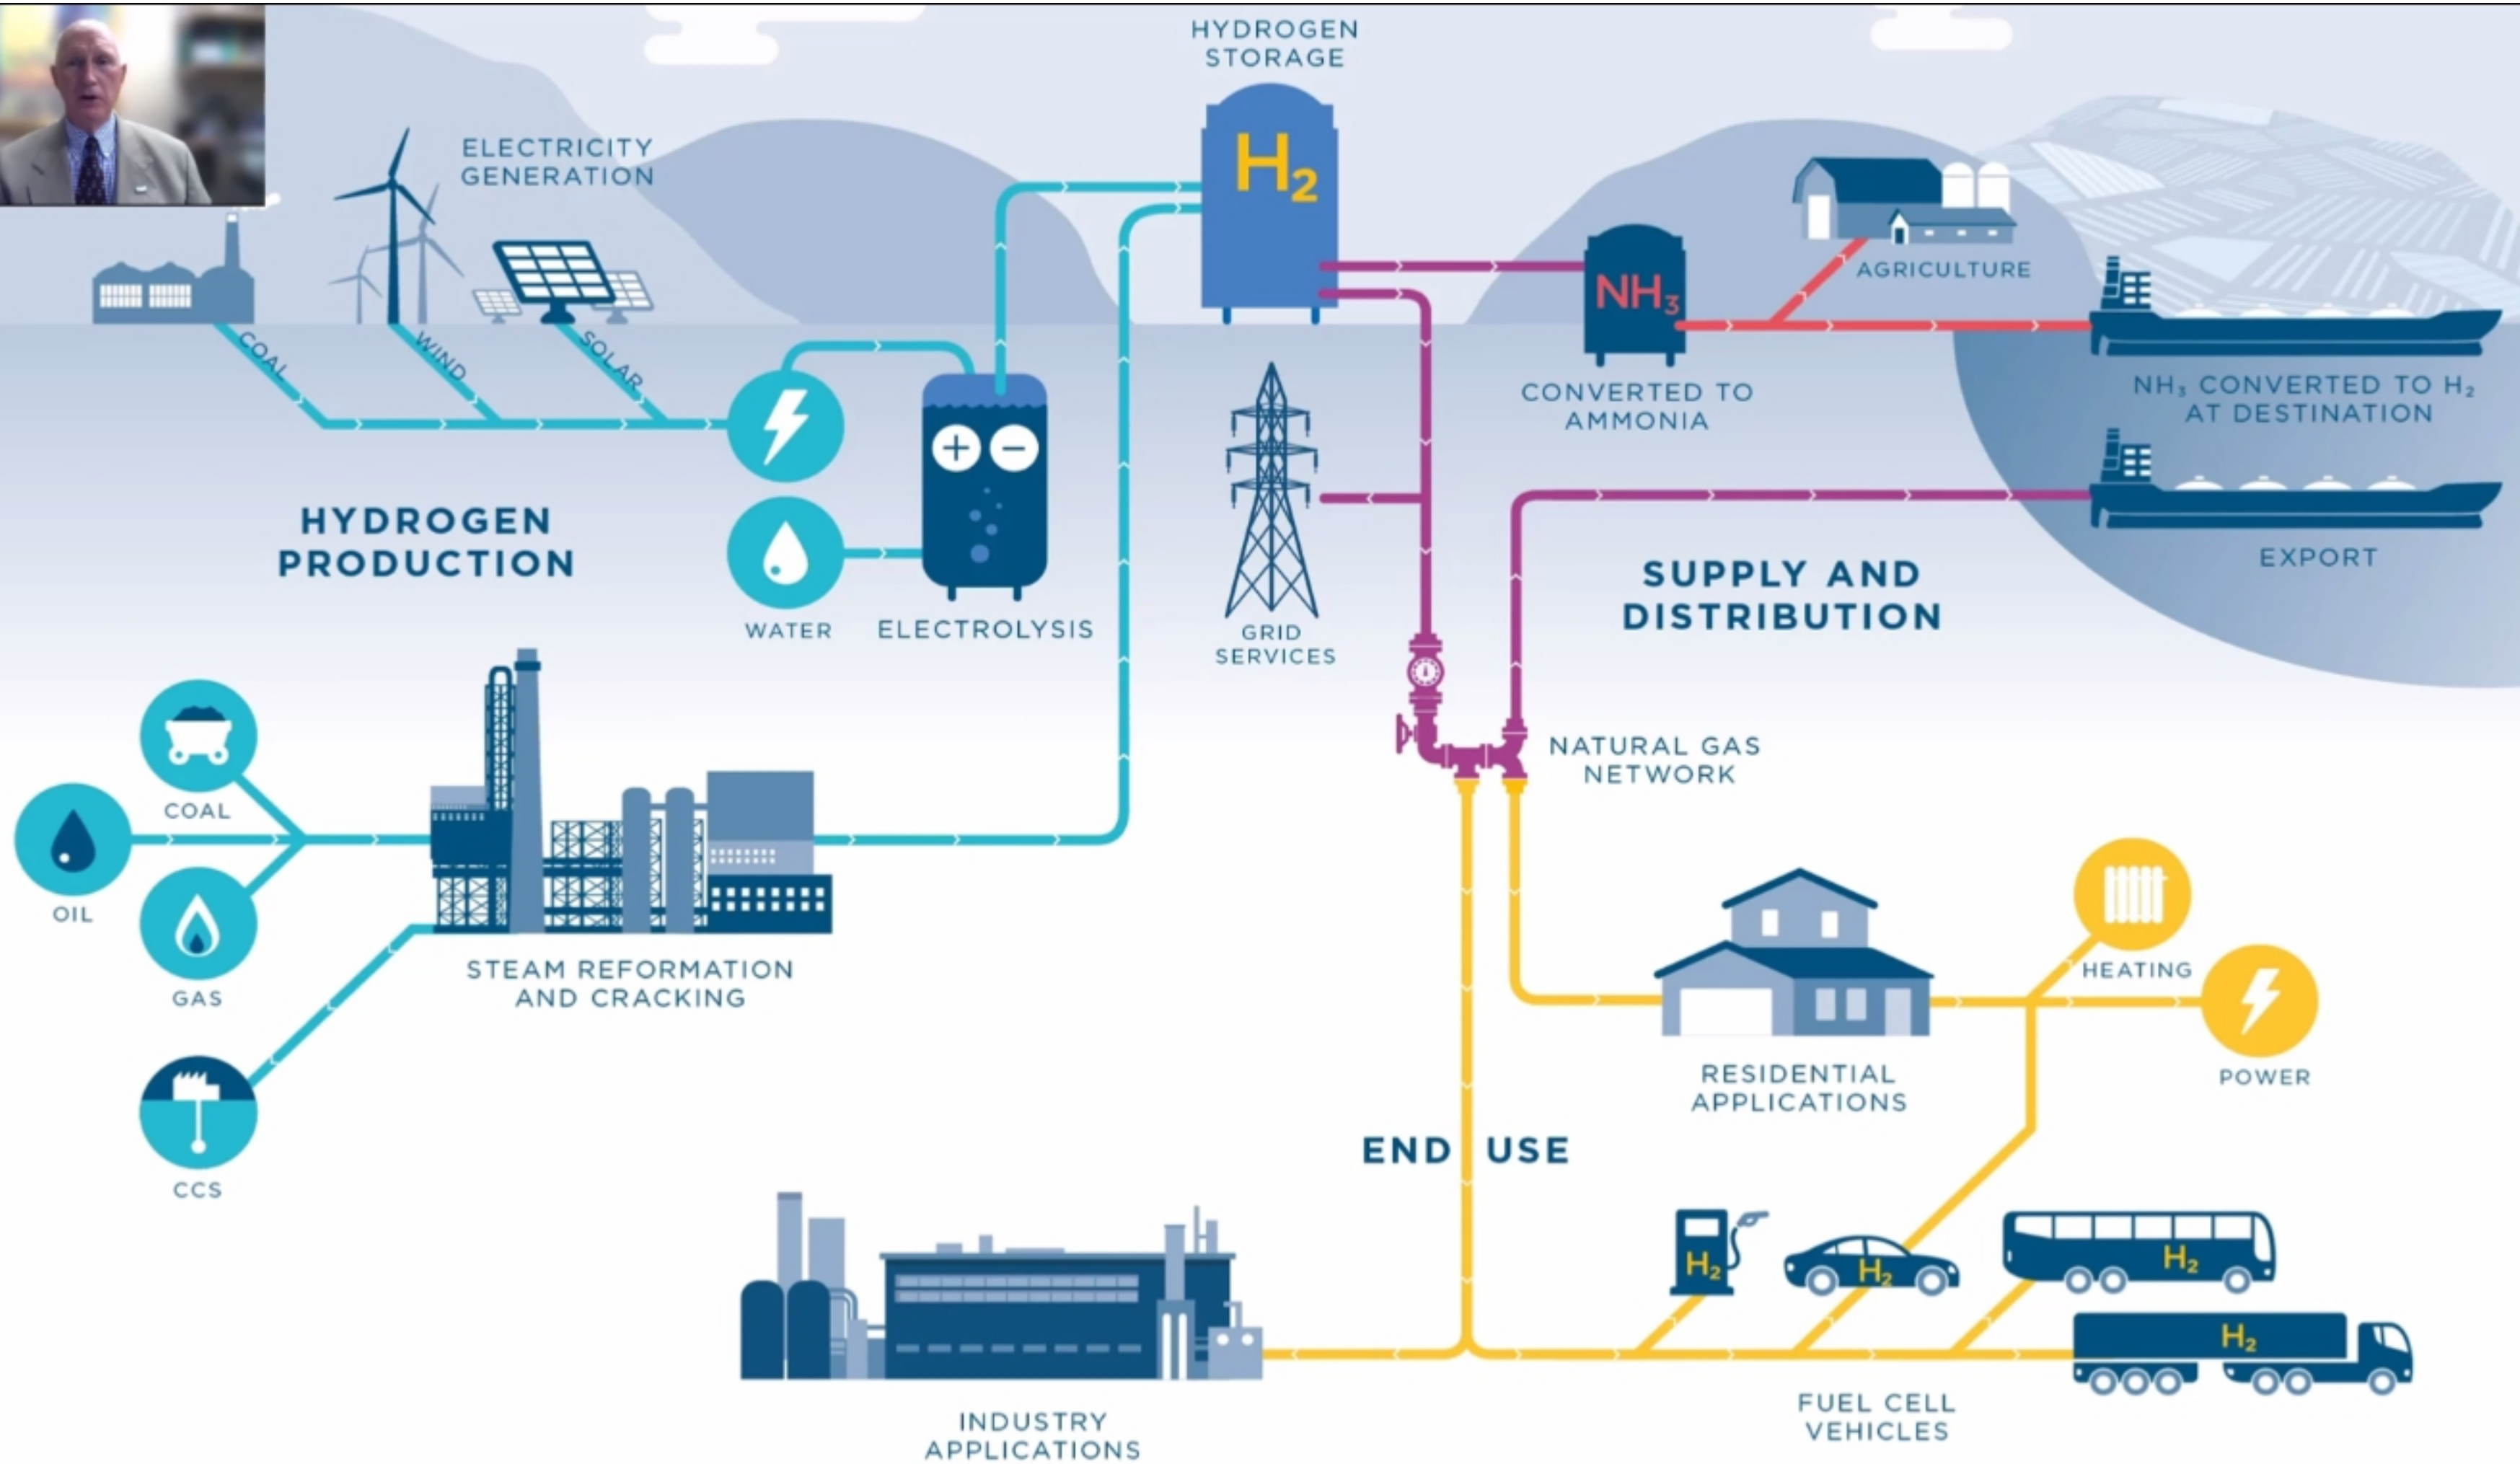 HYDROGEN
STORAGE
H₂
ELECTRICITY
GENERATION
COAL
WIND
SOLAR
HYDROGEN
PRODUCTION
WATER
+ −
ELECTROLYSIS
NH₃
CONVERTED TO
AMMONIA
AGRICULTURE
NH₃ CONVERTED TO H₂
AT DESTINATION
EXPORT
GRID
SERVICES
SUPPLY AND
DISTRIBUTION
NATURAL GAS
NETWORK
COAL
OIL
GAS
CCS
STEAM REFORMATION
AND CRACKING
HEATING
POWER
RESIDENTIAL
APPLICATIONS
END USE
H₂
H₂
H₂
H₂
INDUSTRY
APPLICATIONS
FUEL CELL
VEHICLES